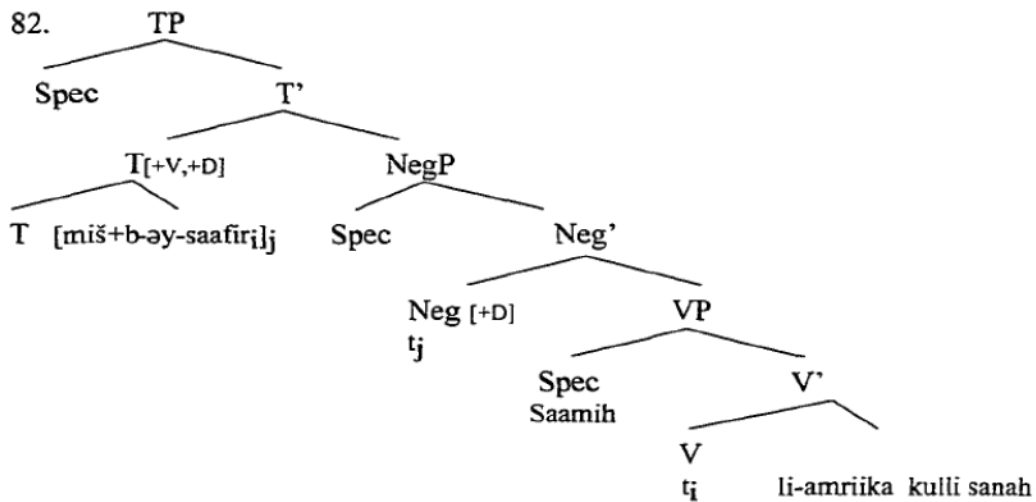 82. TP
Spec T’
T[+V,+D] NegP
T [miš+b-əy-saafiri]j Spec Neg’
Neg [+D] VP
tj
Spec V’
Saamih
V
ti li-amriika kulli sanah